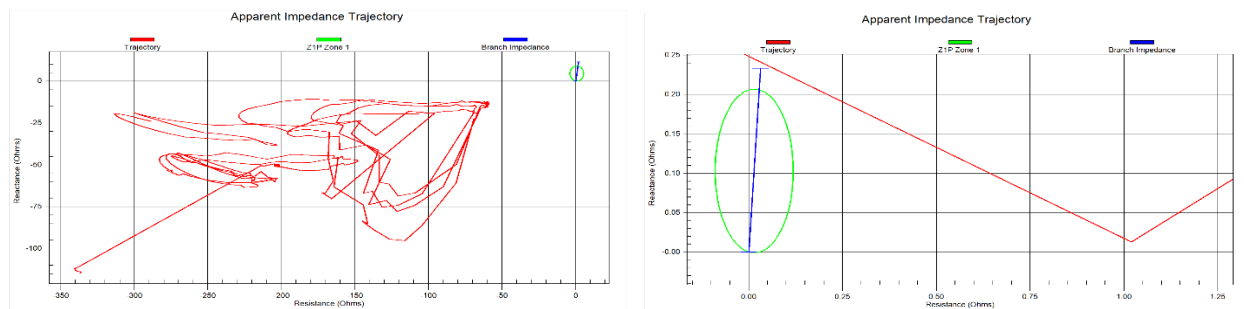 Apparent Impedance Trajectory
Trajectory Z1P Zone 1 Branch Impedance
Reactance (Ohms)
0
-25
-50
-75
-100
350 300 250 200 150 100 50 0
Resistance (Ohms)
Apparent Impedance Trajectory
Trajectory Z1P Zone 1 Branch Impedance
Reactance (Ohms)
0.25
0.20
0.15
0.10
0.05
-0.00
0.00 0.25 0.50 0.75 1.00 1.25
Resistance (Ohms)